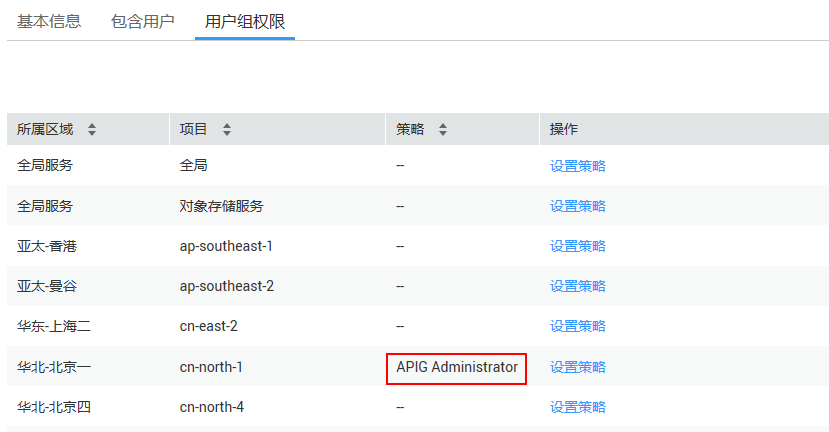 基本信息 包含用户 用户组权限
所属区域 项目 策略 操作
全局服务 全局 -- 设置策略
全局服务 对象存储服务 -- 设置策略
亚太-香港 ap-southeast-1 -- 设置策略
亚太-曼谷 ap-southeast-2 -- 设置策略
华东-上海二 cn-east-2 -- 设置策略
华北-北京一 cn-north-1 APIG Administrator 设置策略
华北-北京四 cn-north-4 -- 设置策略